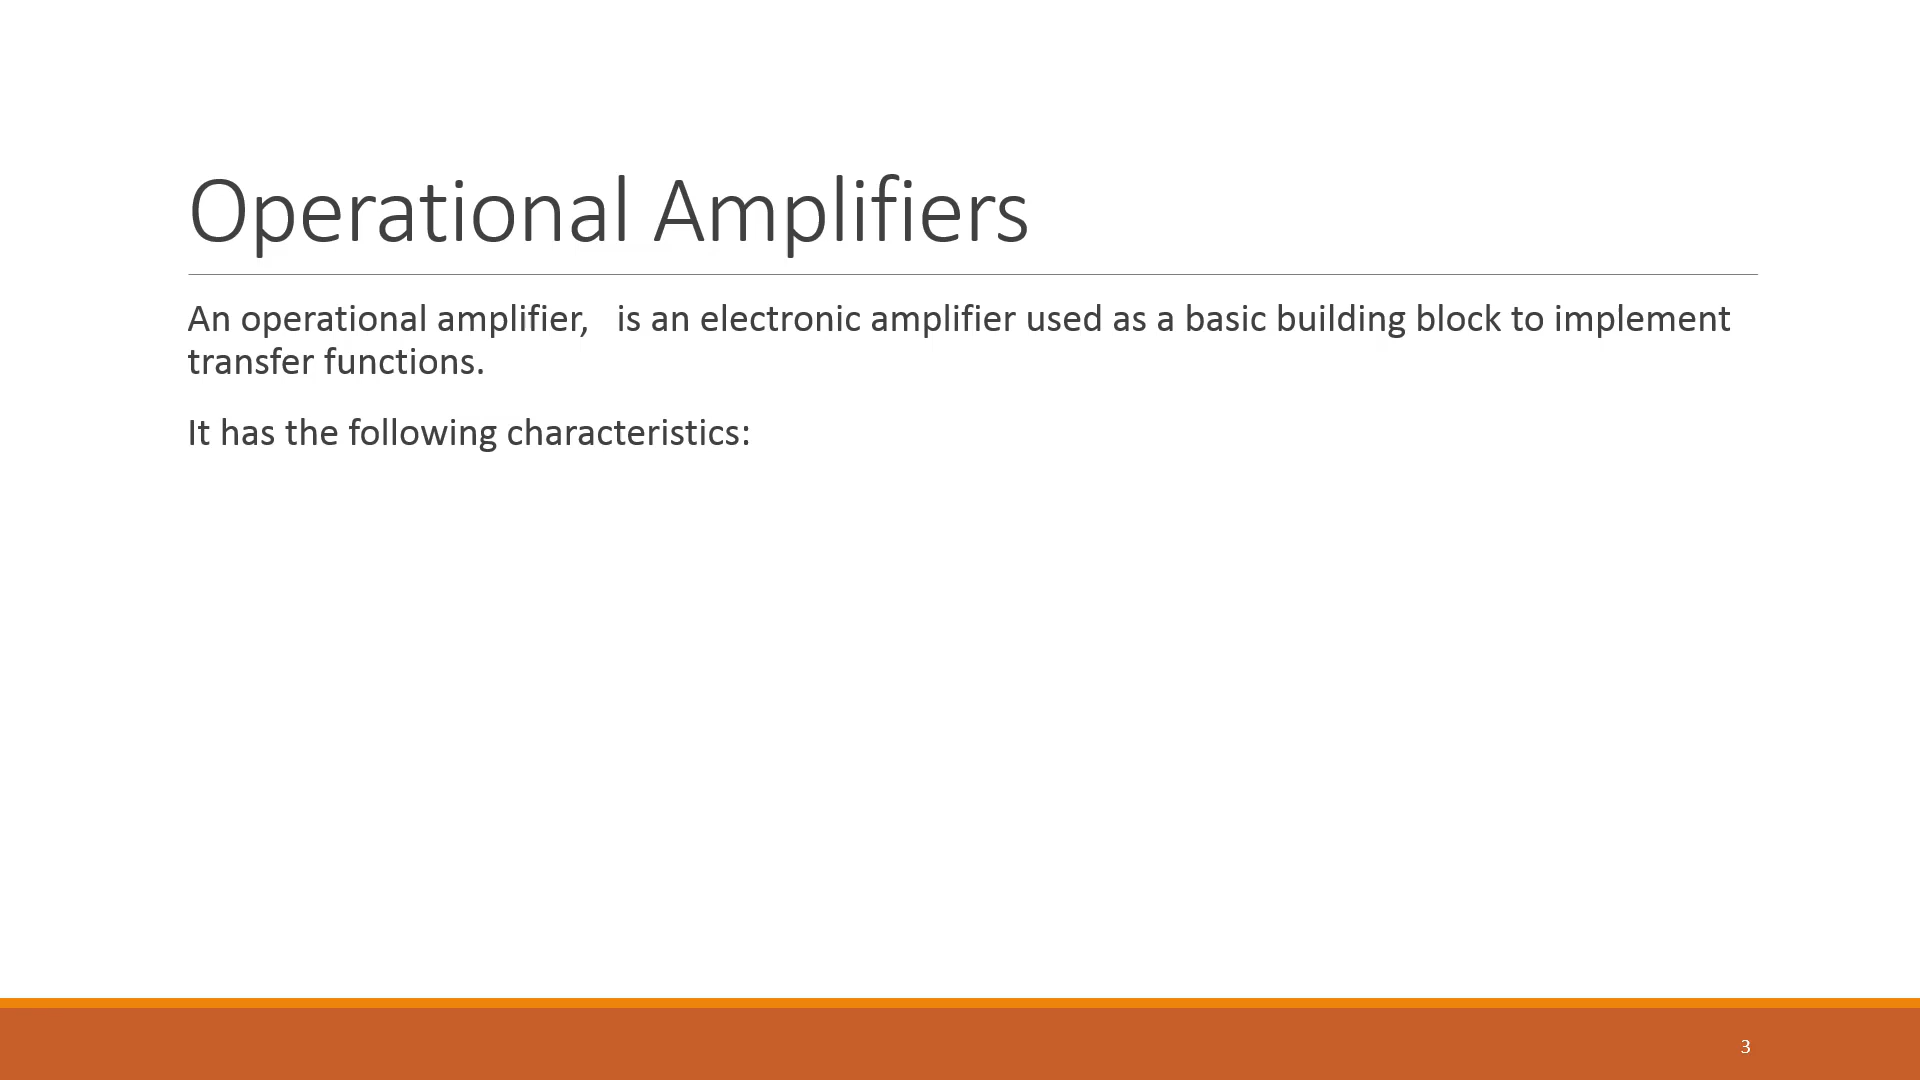 Operational Amplifiers
An operational amplifier,   is an electronic amplifier used as a basic building block to implement
transfer functions.
It has the following characteristics:
3